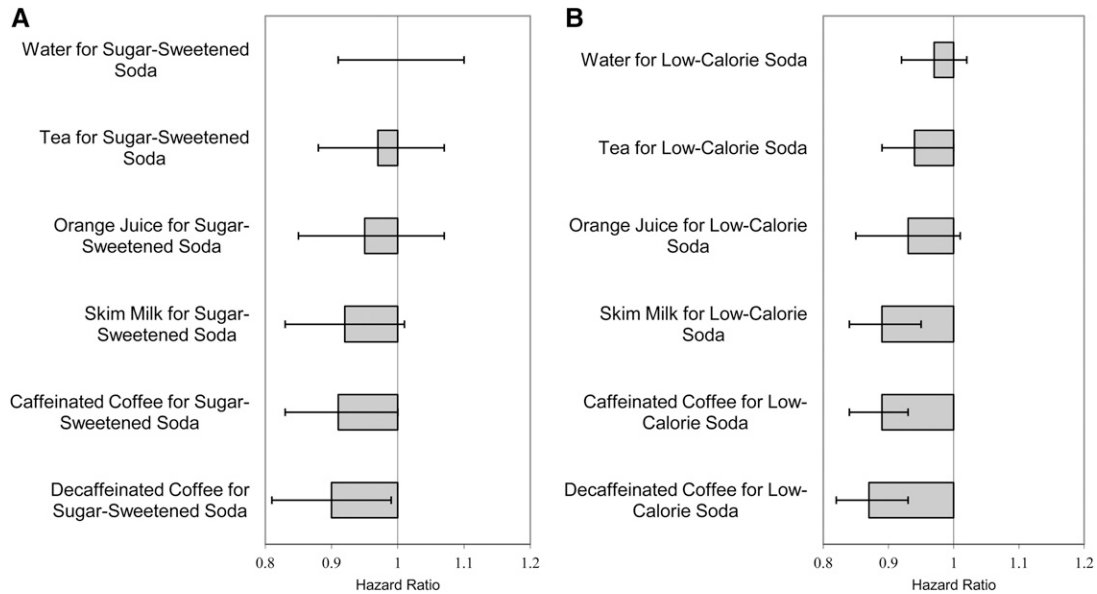 A
Water for Sugar-Sweetened
Soda
Tea for Sugar-Sweetened
Soda
Orange Juice for Sugar-
Sweetened Soda
Skim Milk for Sugar-
Sweetened Soda
Caffeinated Coffee for Sugar-
Sweetened Soda
Decaffeinated Coffee for
Sugar-Sweetened Soda
0.8 0.9 1 1.1 1.2
Hazard Ratio
B
Water for Low-Calorie Soda
Tea for Low-Calorie Soda
Orange Juice for Low-Calorie
Soda
Skim Milk for Low-Calorie
Soda
Caffeinated Coffee for Low-
Calorie Soda
Decaffeinated Coffee for Low-
Calorie Soda
0.8 0.9 1 1.1 1.2
Hazard Ratio